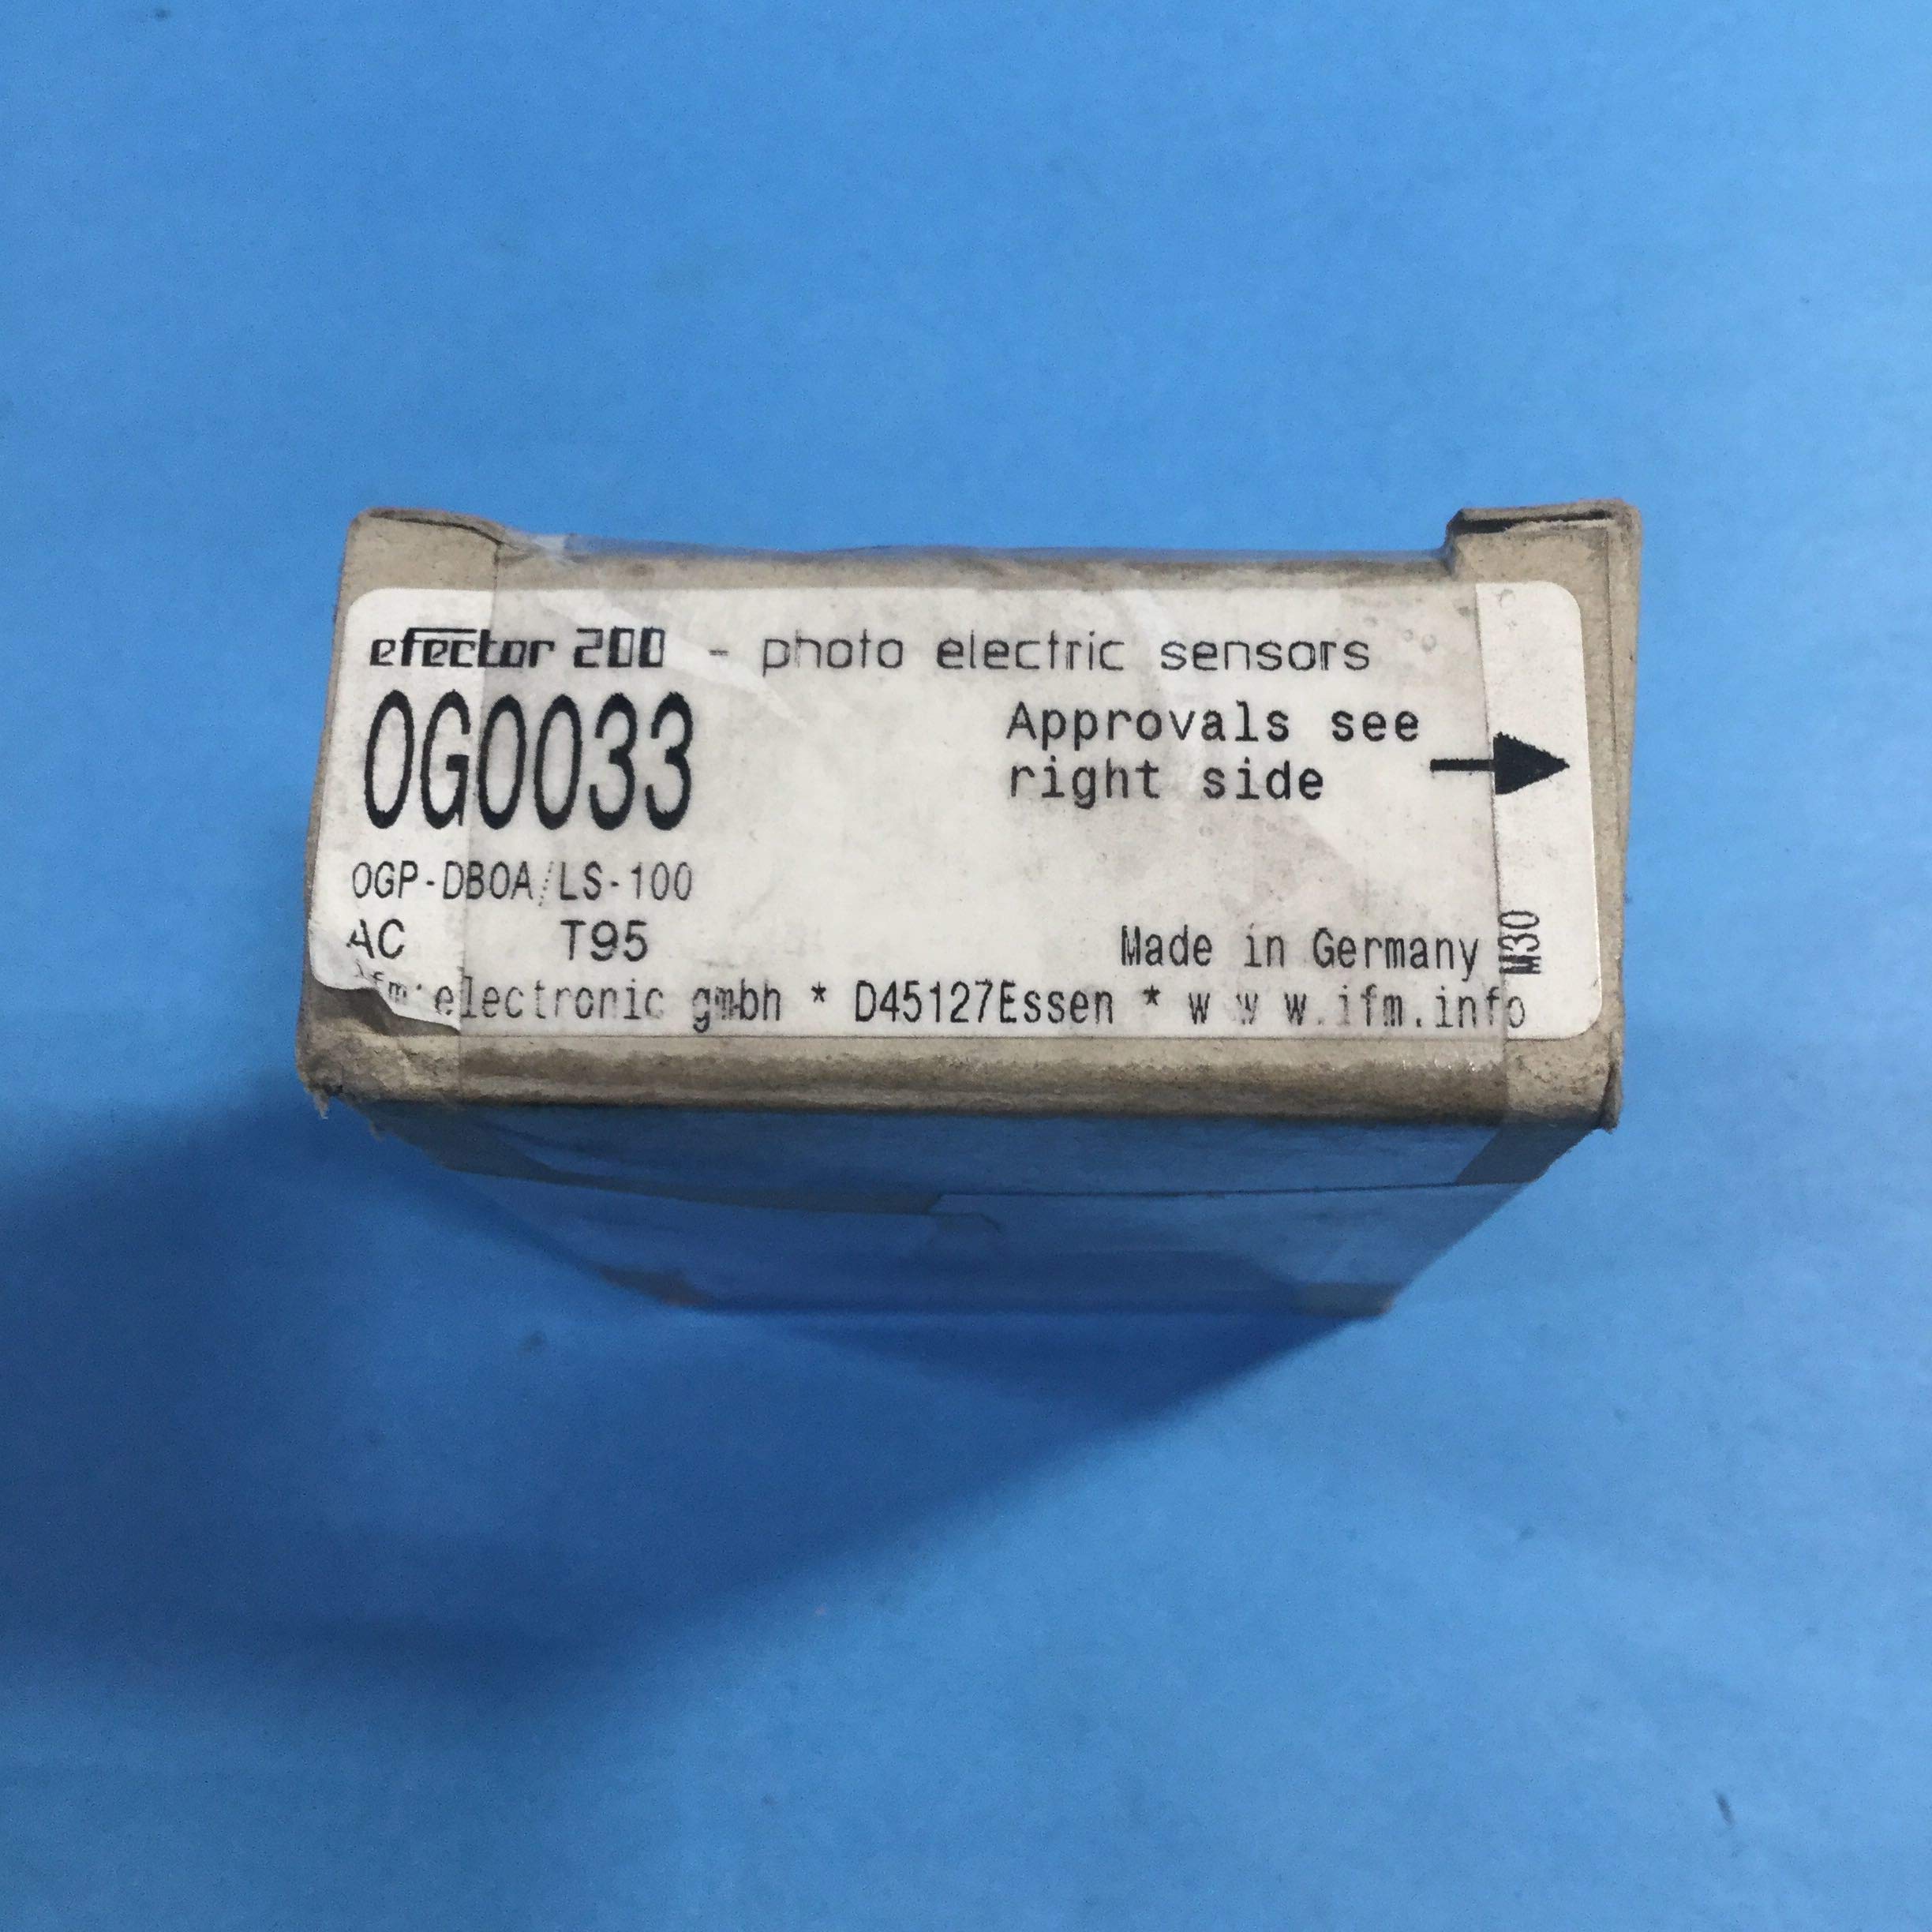 efector 200 - photo electric sensors
OG0033
Approvals see
right side
OGP-DBOA/LS-100
AC T95
Made in Germany
M30
ifm electronic gmbh * D45127Essen * w w w.ifm.info